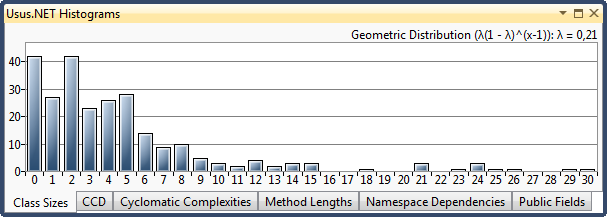 Usus.NET Histograms
Geometric Distribution (λ(1 - λ)^(x-1)): λ = 0,21
40
30
20
10
0
0 1 2 3 4 5 6 7 8 9 10 11 12 13 14 15 16 17 18 19 20 21 22 23 24 25 26 27 28 29 30
Class Sizes CCD Cyclomatic Complexities Method Lengths Namespace Dependencies Public Fields